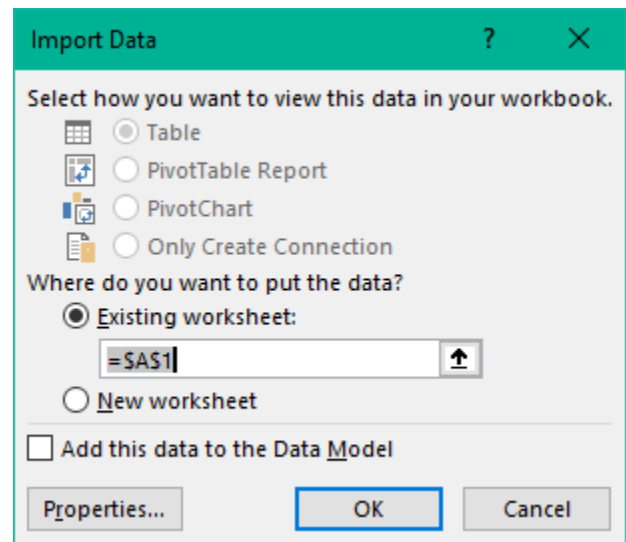 Import Data ?
Select how you want to view this data in your workbook.
Table
PivotTable Report
PivotChart
Only Create Connection
Where do you want to put the data?
Existing worksheet:
=$A$1
New worksheet
Add this data to the Data Model
Properties... OK Cancel